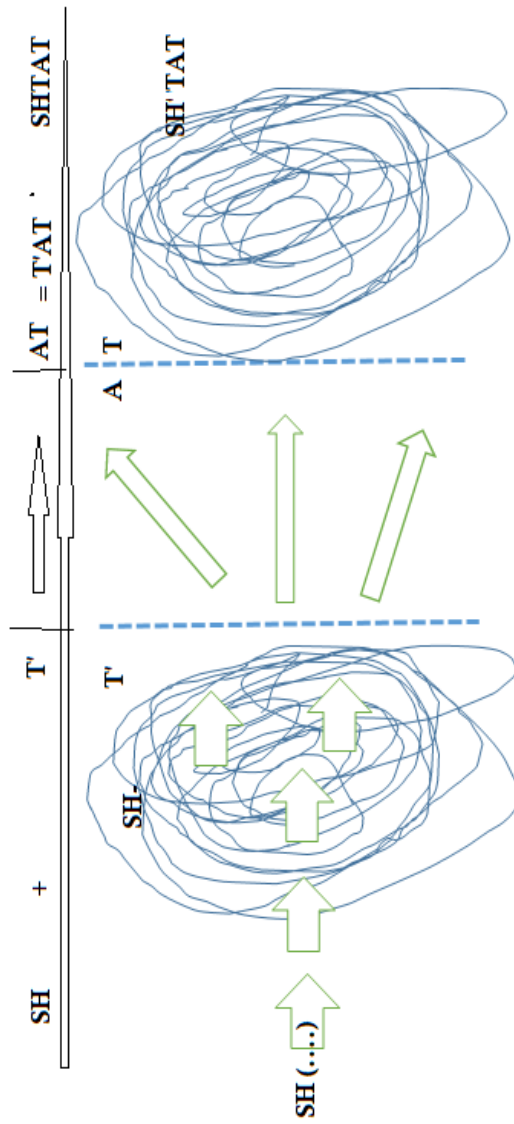 SH + T' AT = T'AT ` SHTAT
T' A T
SH-
SH' TAT
SH (....)